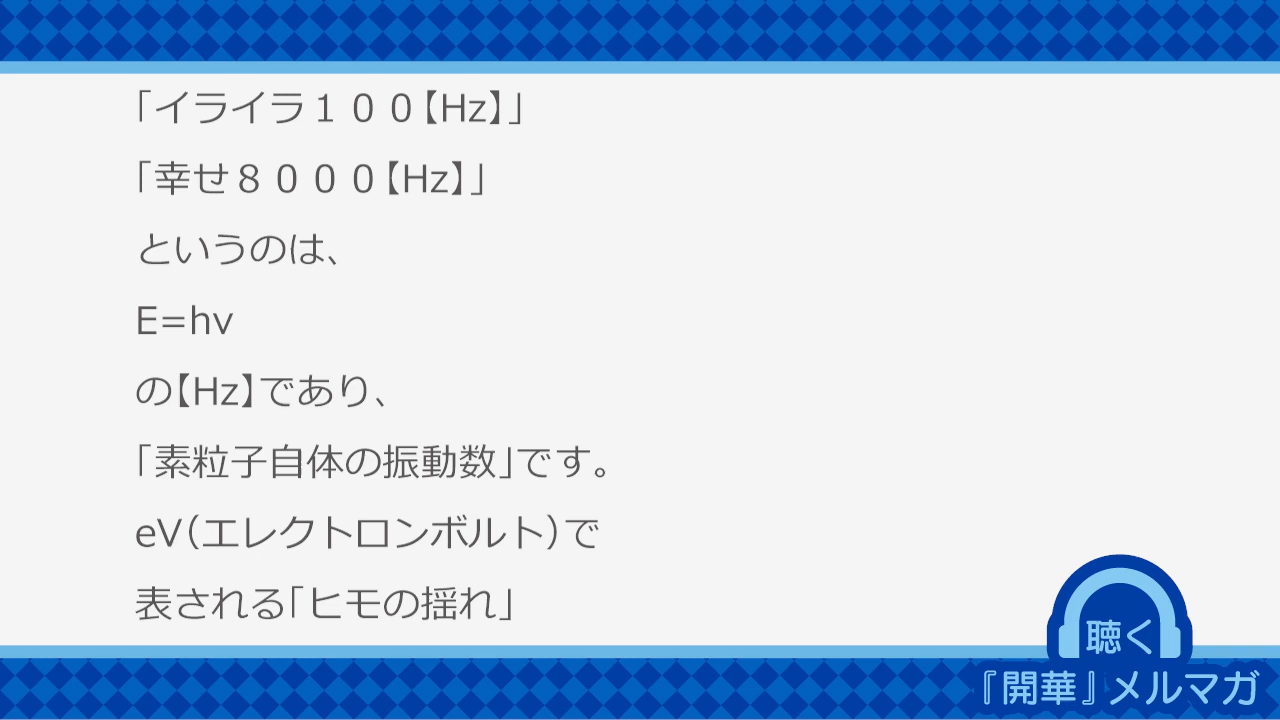 「イライラ１００【Hz】」
「幸せ８０００【Hz】」
というのは、
E=hv
の【Hz】であり、
「素粒子自体の振動数」です。
eV（エレクトロンボルト）で
表される「ヒモの揺れ」
聴く
『開華』メルマガ